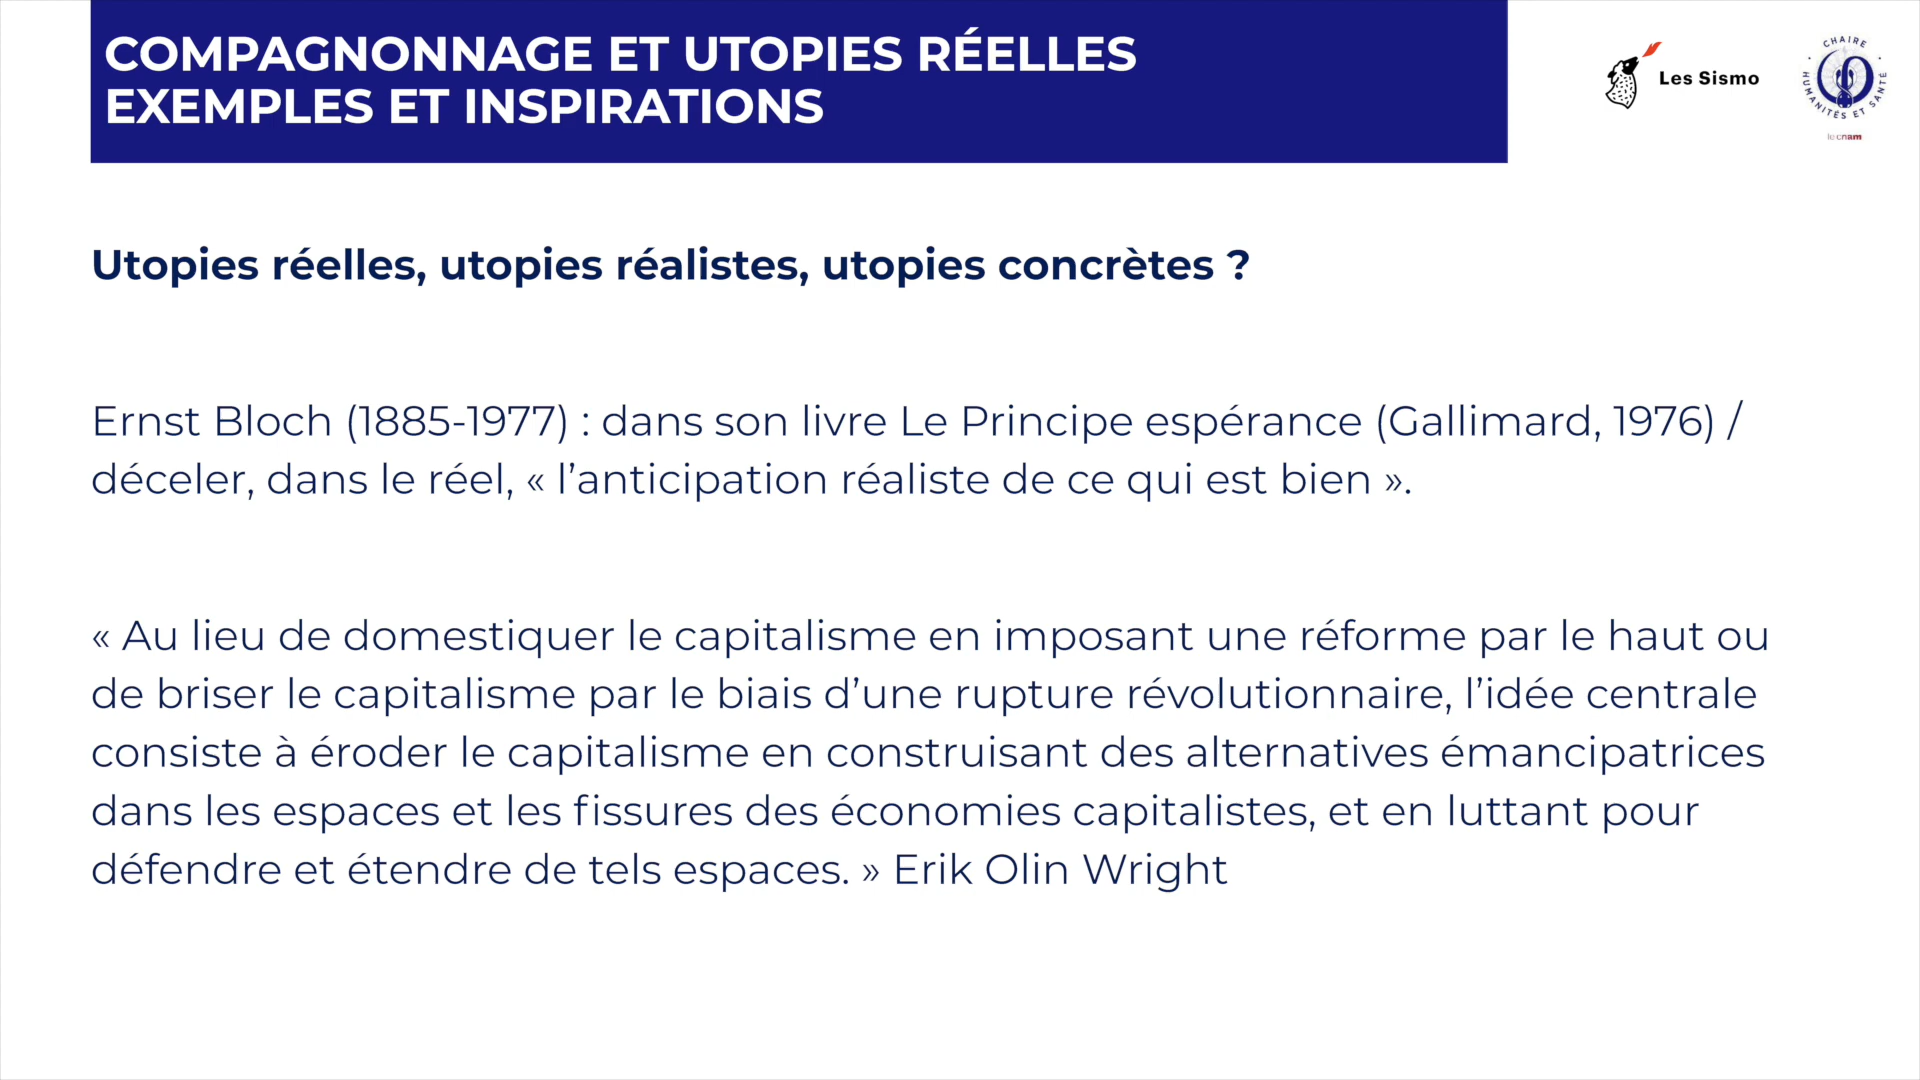 COMPAGNONNAGE ET UTOPIES RÉELLES
EXEMPLES ET INSPIRATIONS
Les Sismo
CHAIRE
HUMANITÉS ET SANTÉ
le cnam
Utopies réelles, utopies réalistes, utopies concrètes ?
Ernst Bloch (1885-1977) : dans son livre Le Principe espérance (Gallimard, 1976) /
déceler, dans le réel, « l’anticipation réaliste de ce qui est bien ».
« Au lieu de domestiquer le capitalisme en imposant une réforme par le haut ou
de briser le capitalisme par le biais d’une rupture révolutionnaire, l’idée centrale
consiste à éroder le capitalisme en construisant des alternatives émancipatrices
dans les espaces et les fissures des économies capitalistes, et en luttant pour
défendre et étendre de tels espaces. » Erik Olin Wright